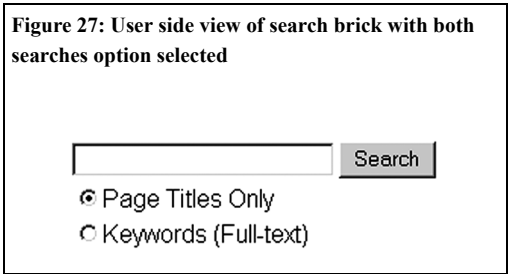 Figure 27: User side view of search brick with both
searches option selected
Search
Page Titles Only
Keywords (Full-text)